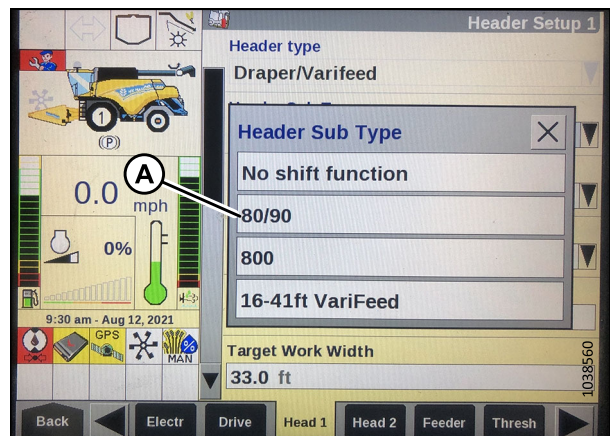 Header Setup 1
Header type
Draper/Varifeed
Header Sub Type
No shift function
80/90
800
16-41ft VariFeed
A
1
(P)
0.0 mph
0%
9:30 am - Aug 12, 2021
GPS
%
MAN
Target Work Width
33.0 ft
1038560
Back
Electr
Drive
Head 1
Head 2
Feeder
Thresh